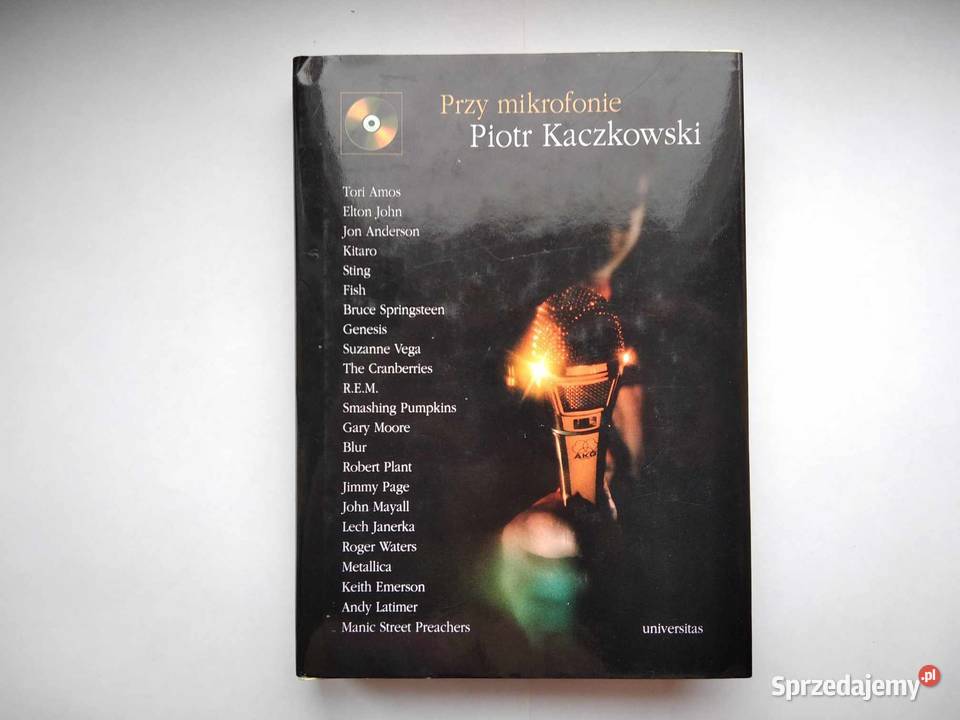 Przy mikrofonie
Piotr Kaczkowski
Tori Amos
Elton John
Jon Anderson
Kitaro
Sting
Fish
Bruce Springsteen
Genesis
Suzanne Vega
The Cranberries
R.E.M.
Smashing Pumpkins
Gary Moore
Blur
Robert Plant
Jimmy Page
John Mayall
Lech Janerka
Roger Waters
Metallica
Keith Emerson
Andy Latimer
Manic Street Preachers
AKG
universitas
Sprzedajemy.pl